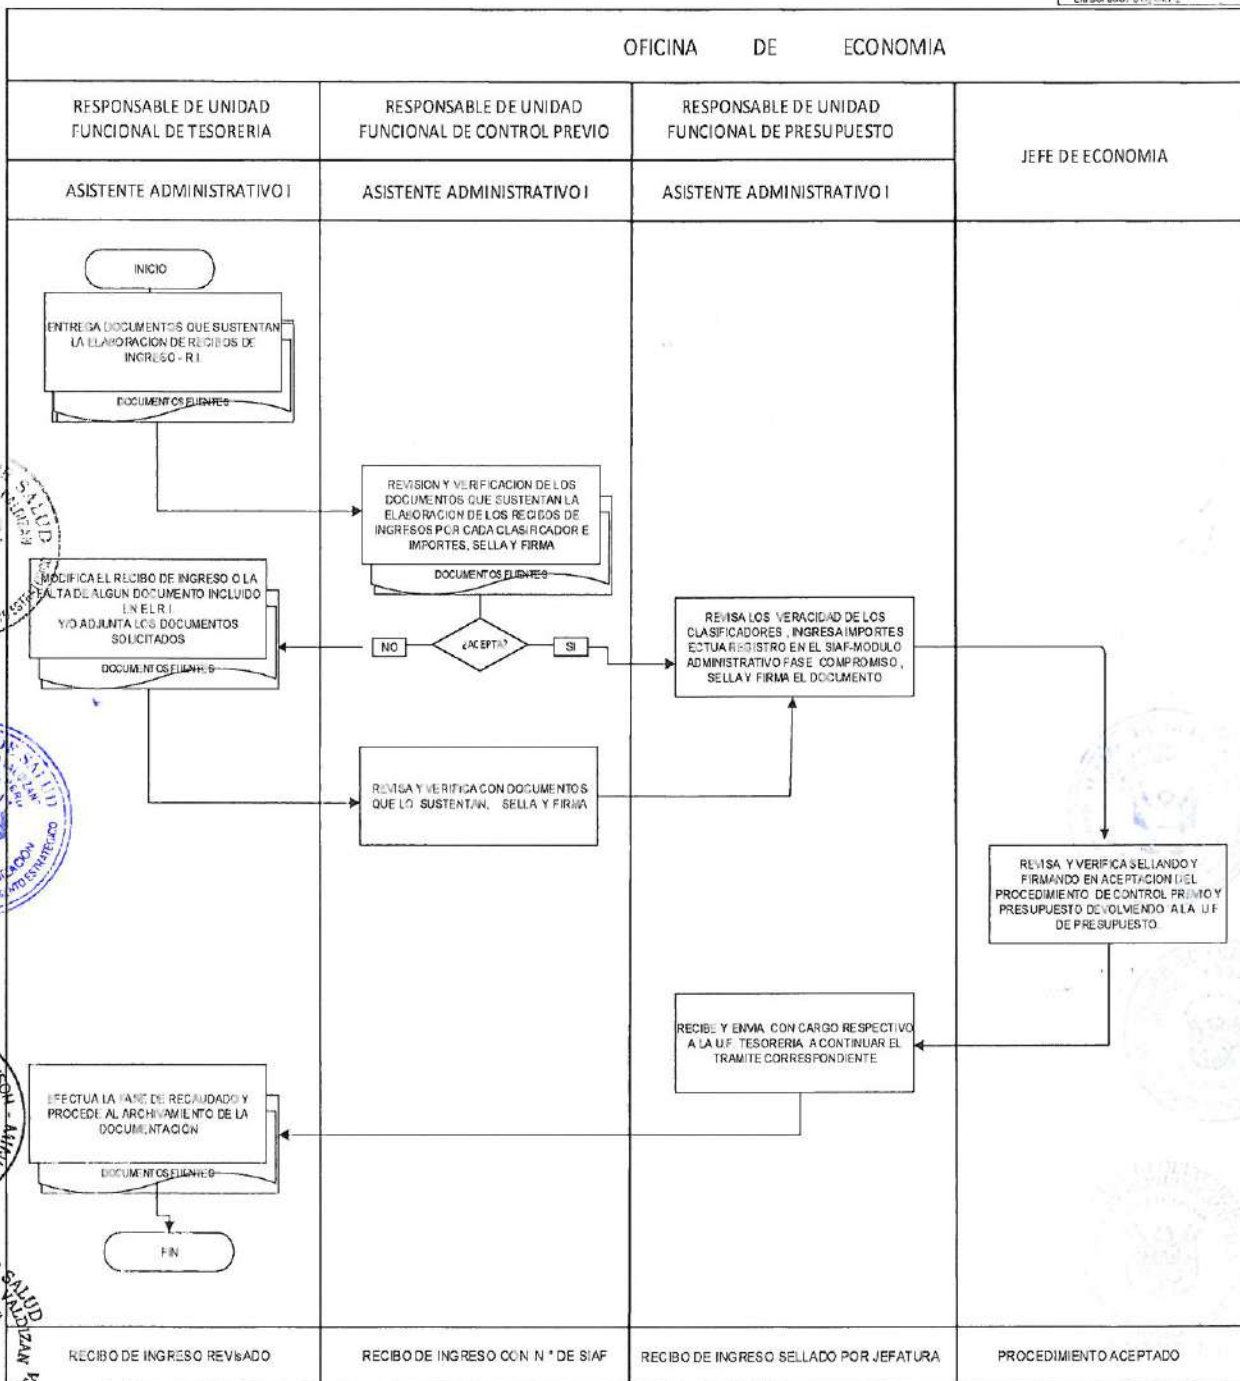 OFICINA DE ECONOMIA
RESPONSABLE DE UNIDAD
FUNCIONAL DE TESORERIA
RESPONSABLE DE UNIDAD
FUNCIONAL DE CONTROL PREVIO
RESPONSABLE DE UNIDAD
FUNCIONAL DE PRESUPUESTO
JEFE DE ECONOMIA
ASISTENTE ADMINISTRATIVO I
ASISTENTE ADMINISTRATIVO I
ASISTENTE ADMINISTRATIVO I
INICIO
ENTREGA DOCUMENTOS QUE SUSTENTAN
LA ELABORACION DE RECIBOS DE
INGRESO - R.I.
DOCUMENTOS FUENTES
REVISION Y VERIFICACION DE LOS
DOCUMENTOS QUE SUSTENTAN LA
ELABORACION DE LOS RECIBOS DE
INGRESOS POR CADA CLASIFICADOR E
IMPORTES, SELLA Y FIRMA
DOCUMENTOS FUENTES
MODIFICA EL RECIBO DE INGRESO O LA
FALTA DE ALGUN DOCUMENTO INCLUIDO
EN EL R.I.
Y/O ADJUNTA LOS DOCUMENTOS
SOLICITADOS
DOCUMENTOS FUENTES
NO
¿ACEPTA?
SI
REVISA LOS VERACIDAD DE LOS
CLASIFICADORES , INGRESA IMPORTES
ECTUA REGISTRO EN EL SIAF-MODULO
ADMINISTRATIVO FASE COMPROMISO ,
SELLA Y FIRMA EL DOCUMENTO
REVISA Y VERIFICA CON DOCUMENTOS
QUE LO SUSTENTAN, SELLA Y FIRMA
REVISA Y VERIFICA SELLANDO Y
FIRMANDO EN ACEPTACION DEL
PROCEDIMIENTO DE CONTROL PREVIO Y
PRESUPUESTO DEVOLVIENDO A LA U.F
DE PRESUPUESTO.
RECIBE Y ENVIA CON CARGO RESPECTIVO
A LA U.F. TESORERIA A CONTINUAR EL
TRAMITE CORRESPONDIENTE
EFECTUA LA FASE DE RECAUDADO Y
PROCEDE AL ARCHIVAMIENTO DE LA
DOCUMENTACIÓN
DOCUMENTOS FUENTES
FIN
SALUD
VALDIZAN
RECIBO DE INGRESO REVISADO
RECIBO DE INGRESO CON N ° DE SIAF
RECIBO DE INGRESO SELLADO POR JEFATURA
PROCEDIMIENTO ACEPTADO